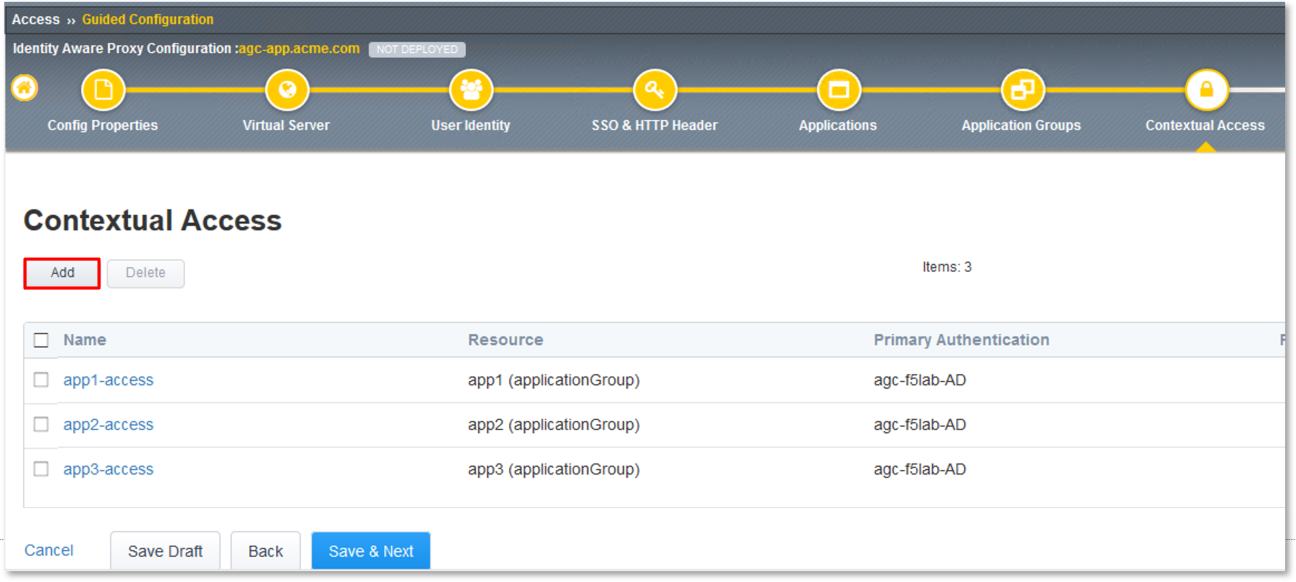 Access ›› Guided Configuration
Identity Aware Proxy Configuration :agc-app.acme.com NOT DEPLOYED
Config Properties Virtual Server User Identity SSO & HTTP Header Applications Application Groups Contextual Access
Contextual Access
Add Delete Items: 3
Name Resource Primary Authentication
app1-access app1 (applicationGroup) agc-f5lab-AD
app2-access app2 (applicationGroup) agc-f5lab-AD
app3-access app3 (applicationGroup) agc-f5lab-AD
Cancel Save Draft Back Save & Next